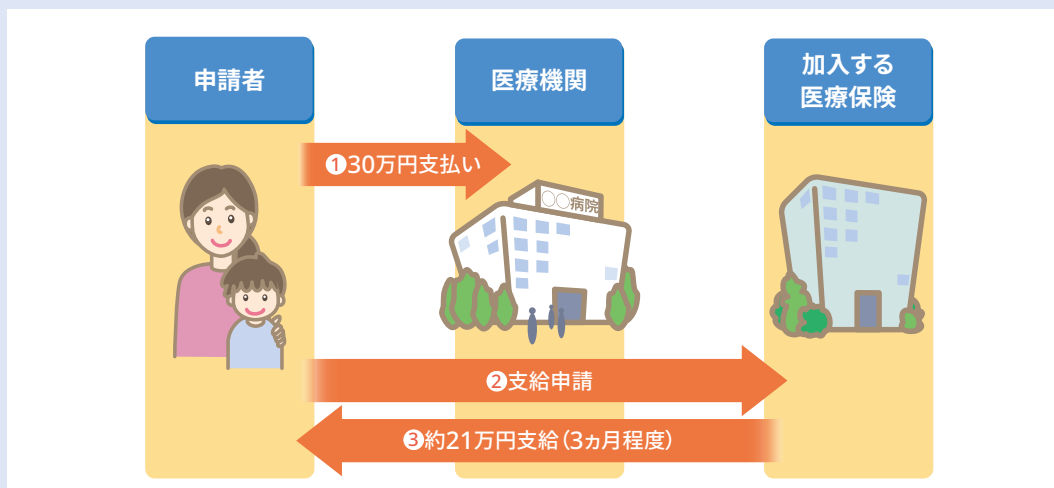 申請者
医療機関
加入する
医療保険
❶30万円支払い
○○病院
❷支給申請
❸約21万円支給（3ヵ月程度）